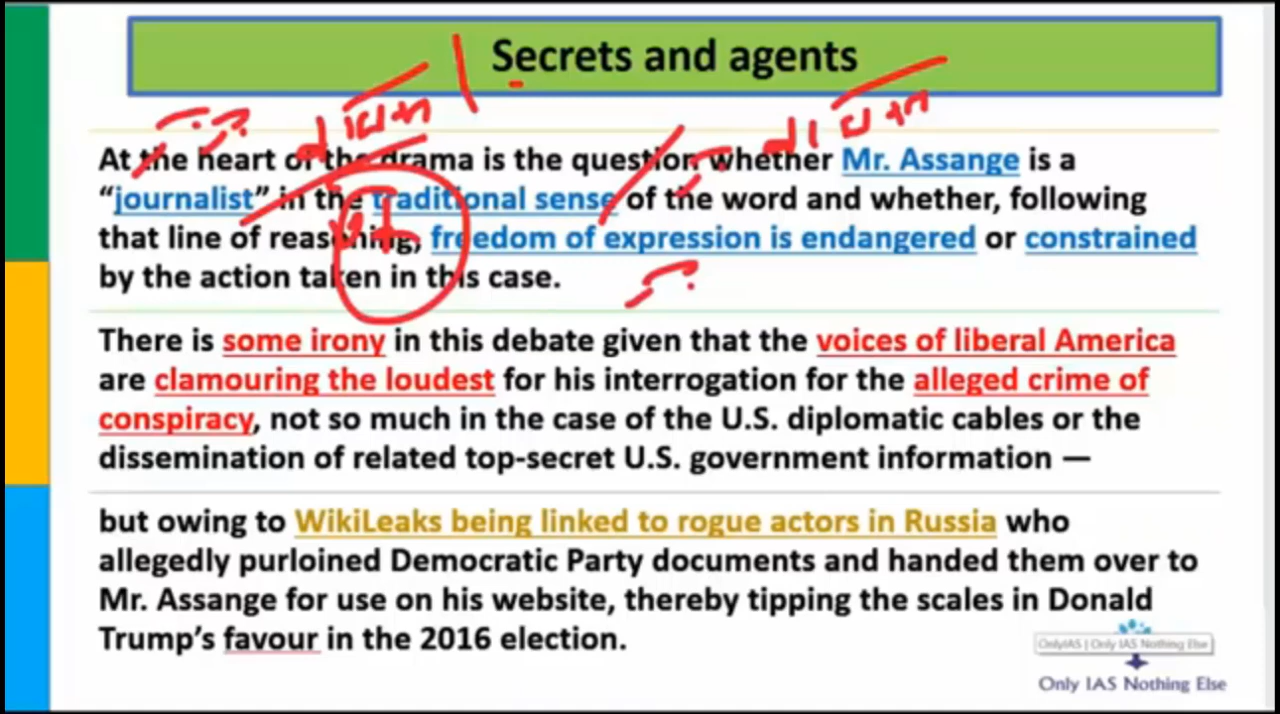 Secrets and agents
At the heart of the drama is the question whether Mr. Assange is a
“journalist” in the traditional sense of the word and whether, following
that line of reasoning, freedom of expression is endangered or constrained
by the action taken in this case.
There is some irony in this debate given that the voices of liberal America
are clamouring the loudest for his interrogation for the alleged crime of
conspiracy, not so much in the case of the U.S. diplomatic cables or the
dissemination of related top-secret U.S. government information —
but owing to WikiLeaks being linked to rogue actors in Russia who
allegedly purloined Democratic Party documents and handed them over to
Mr. Assange for use on his website, thereby tipping the scales in Donald
Trump’s favour in the 2016 election.
OnlyIAS | Only IAS Nothing Else
Only IAS Nothing Else